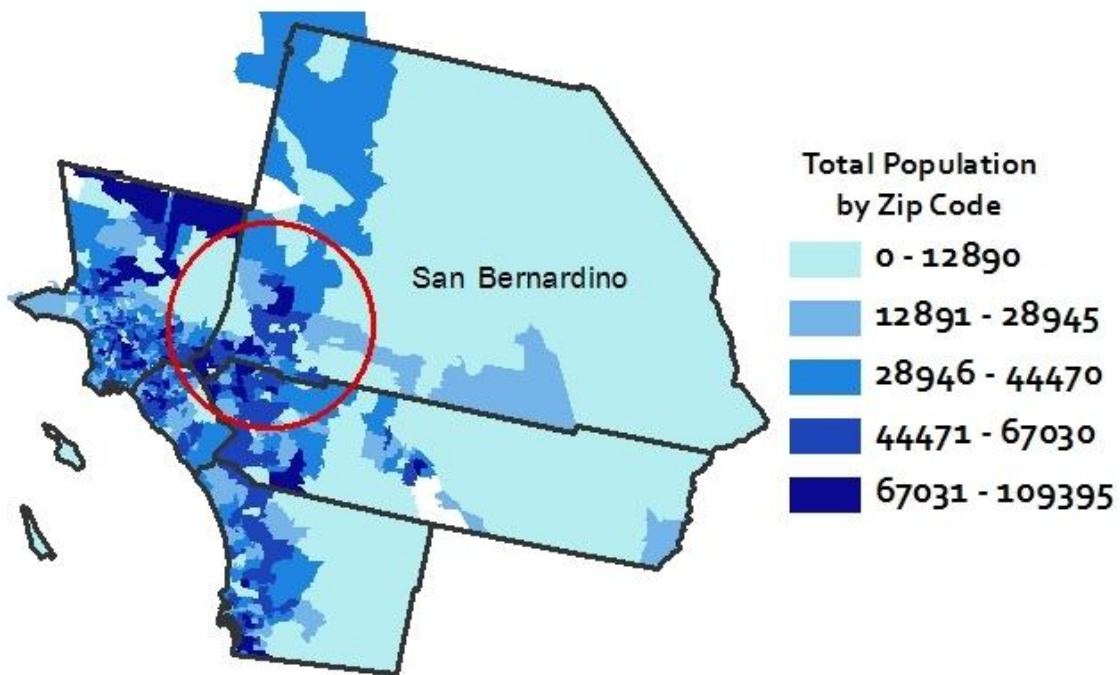 San Bernardino
Total Population
by Zip Code
0 - 12890
12891 - 28945
28946 - 44470
44471 - 67030
67031 - 109395